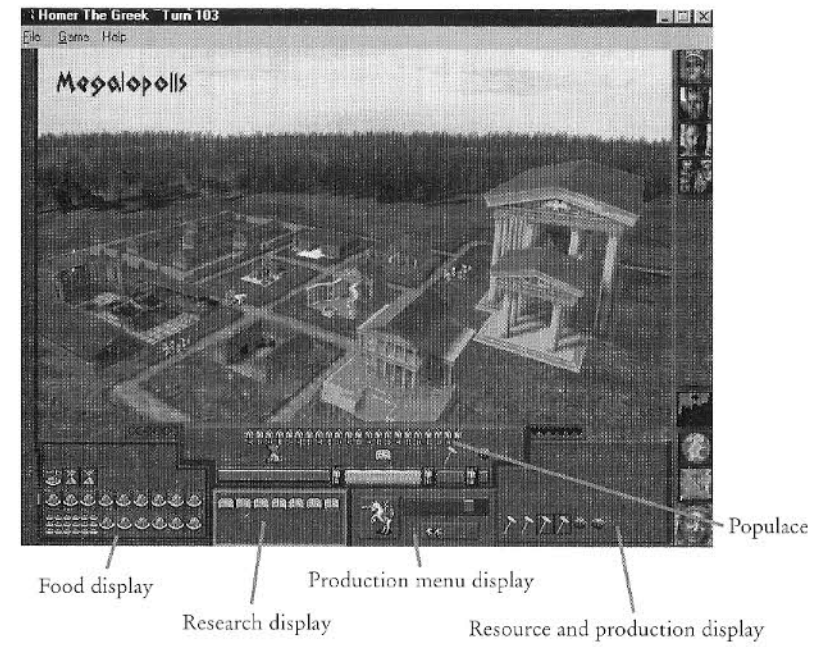 Homer The Greek Turn 103
File Game Help
Megalopolis
Populace
Food display
Production menu display
Research display
Resource and production display